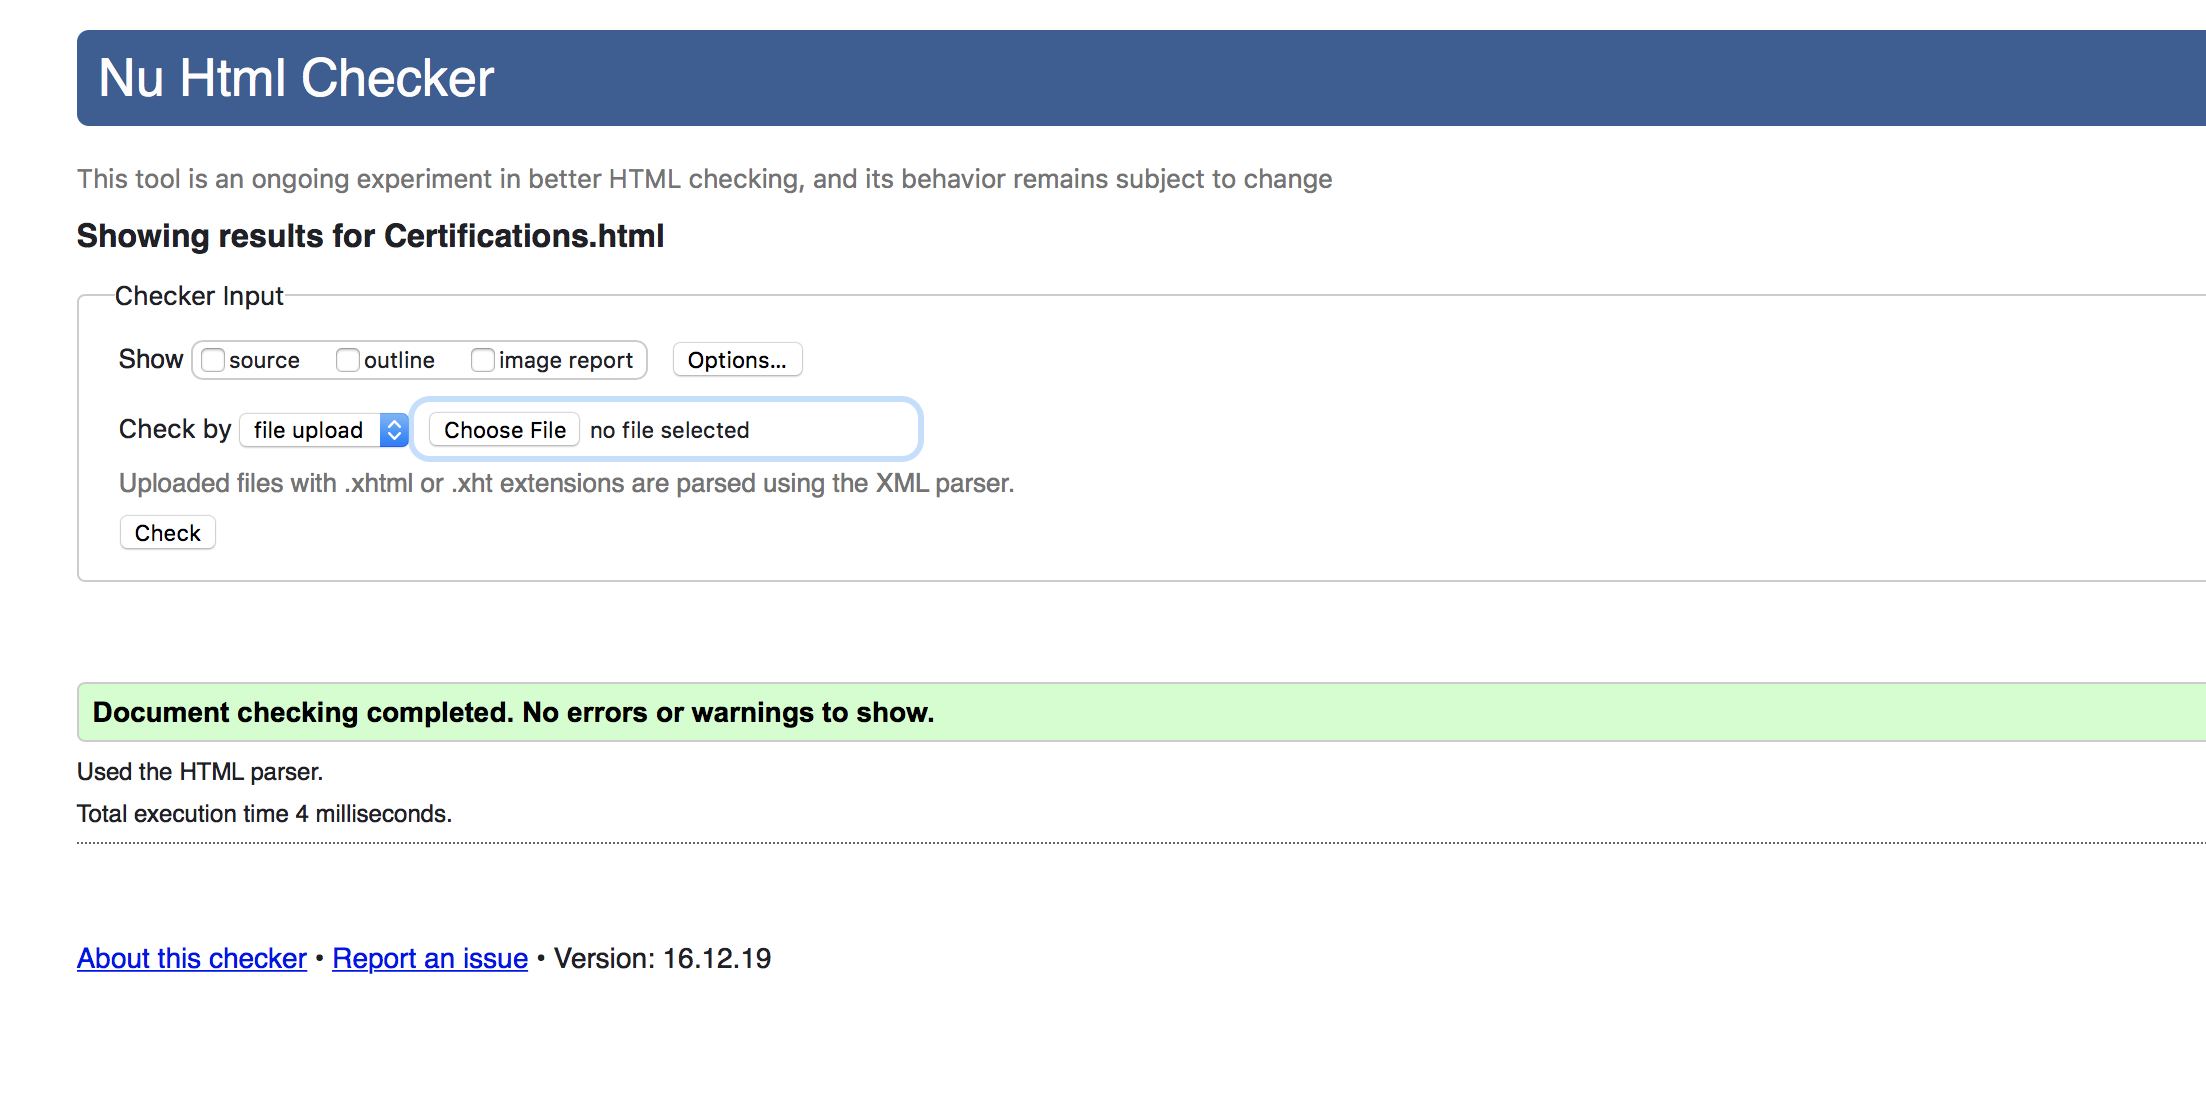 Nu Html Checker
This tool is an ongoing experiment in better HTML checking, and its behavior remains subject to change
Showing results for Certifications.html
Checker Input
Show source outline image report Options...
Check by file upload Choose File no file selected
Uploaded files with .xhtml or .xht extensions are parsed using the XML parser.
Check
Document checking completed. No errors or warnings to show.
Used the HTML parser.
Total execution time 4 milliseconds.
About this checker • Report an issue • Version: 16.12.19